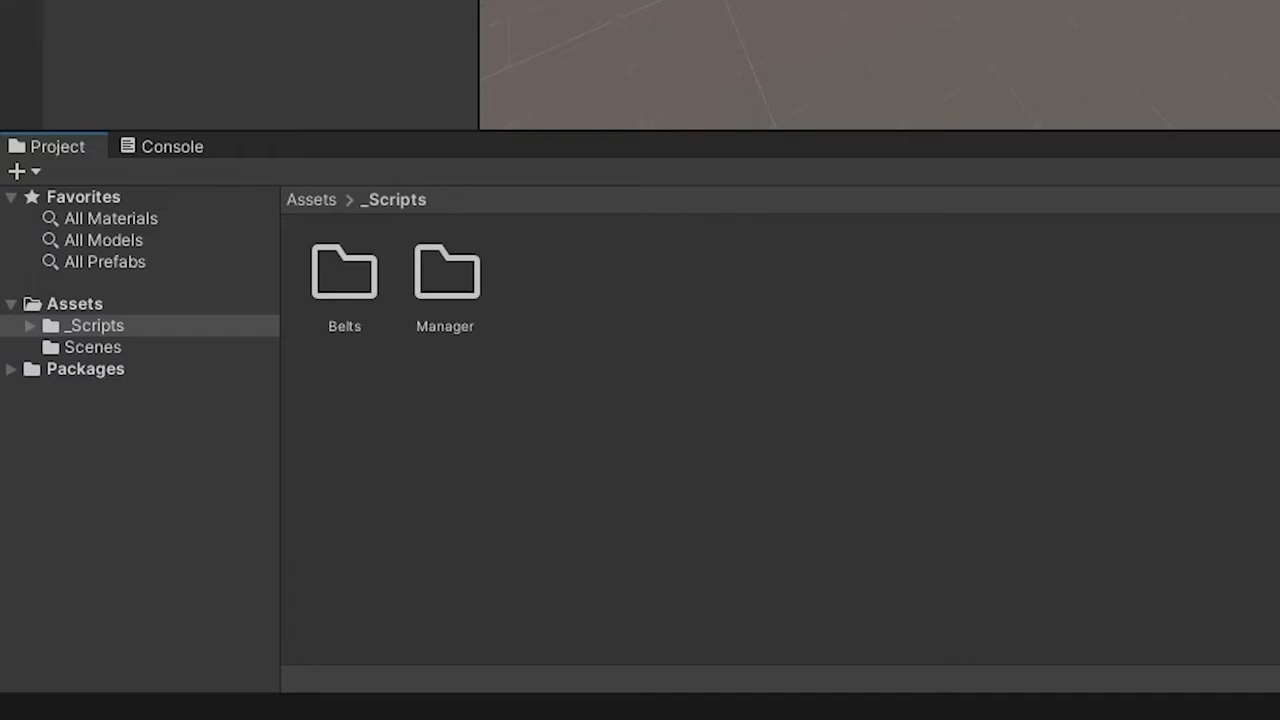 Project
Console
Favorites
All Materials
All Models
All Prefabs
Assets
_Scripts
Scenes
Packages
Assets > _Scripts
Belts
Manager